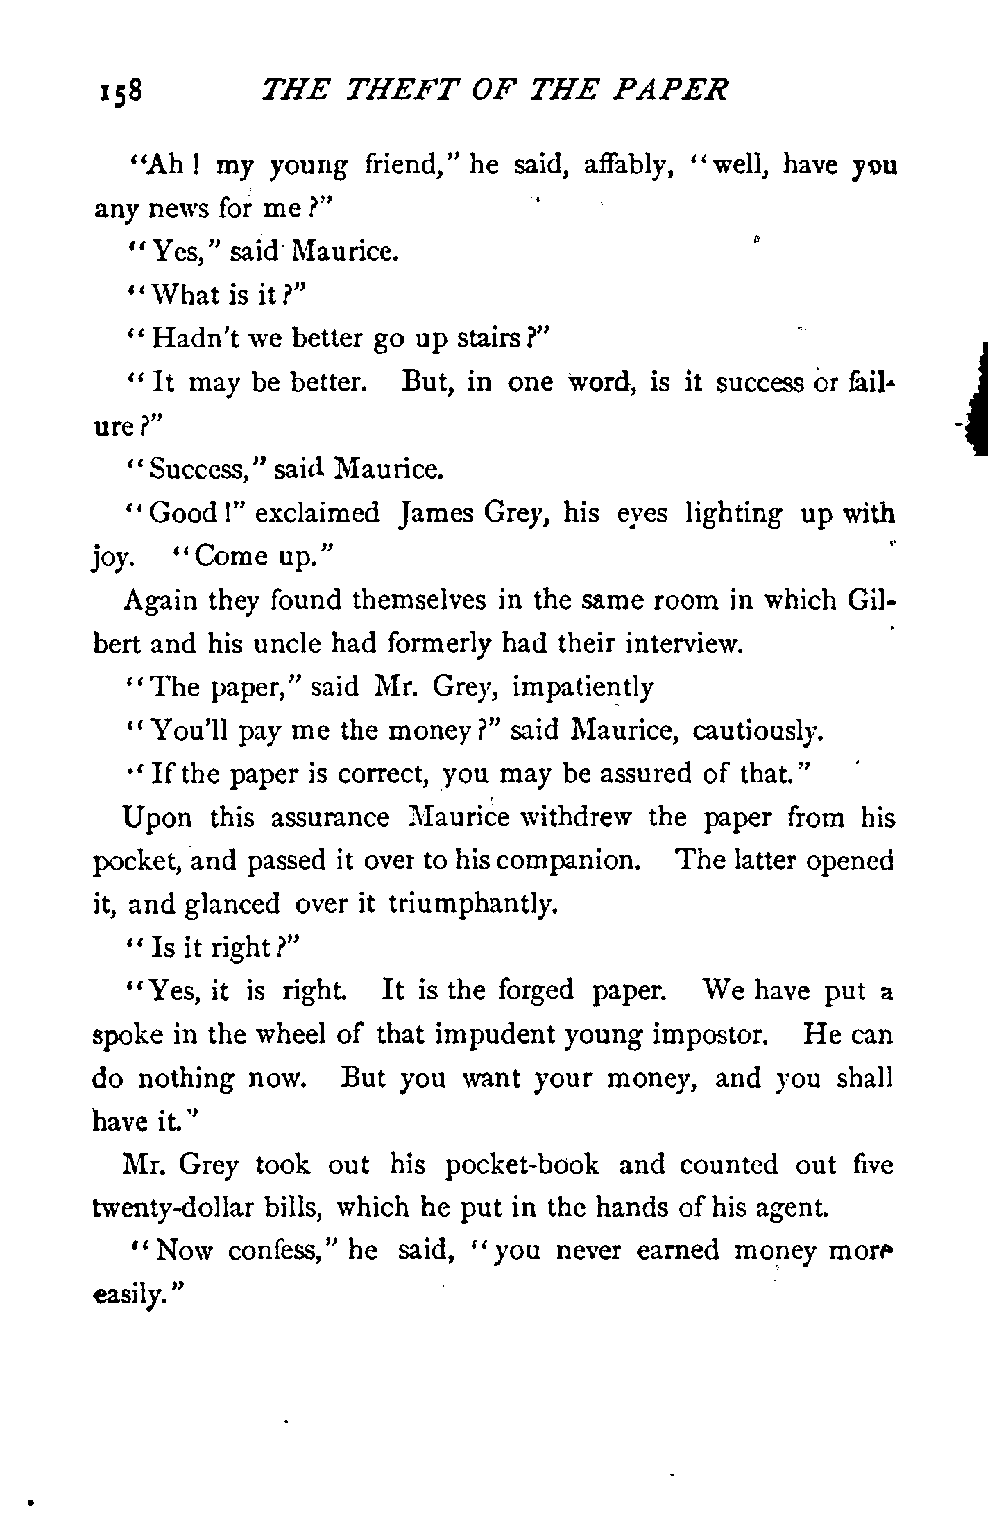 158 THE THEFT OF THE PAPER
"Ah! my young friend," he said, affably, "well, have you
any news for me?"
"Yes," said Maurice.
"What is it?"
"Hadn't we better go up stairs?"
"It may be better. But, in one word, is it success or fail-
ure?"
"Success," said Maurice.
"Good!" exclaimed James Grey, his eyes lighting up with
joy. "Come up."
Again they found themselves in the same room in which Gil-
bert and his uncle had formerly had their interview.
"The paper," said Mr. Grey, impatiently
"You'll pay me the money?" said Maurice, cautiously.
"If the paper is correct, you may be assured of that."
Upon this assurance Maurice withdrew the paper from his
pocket, and passed it over to his companion. The latter opened
it, and glanced over it triumphantly.
"Is it right?"
"Yes, it is right. It is the forged paper. We have put a
spoke in the wheel of that impudent young impostor. He can
do nothing now. But you want your money, and you shall
have it."
Mr. Grey took out his pocket-book and counted out five
twenty-dollar bills, which he put in the hands of his agent.
"Now confess," he said, "you never earned money more
easily."